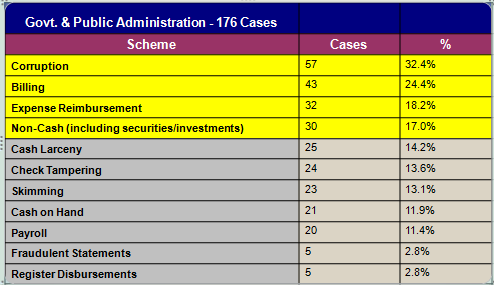 Govt. & Public Administration - 176 Cases
Scheme Cases %
Corruption 57 32.4%
Billing 43 24.4%
Expense Reimbursement 32 18.2%
Non-Cash (including securities/investments) 30 17.0%
Cash Larceny 25 14.2%
Check Tampering 24 13.6%
Skimming 23 13.1%
Cash on Hand 21 11.9%
Payroll 20 11.4%
Fraudulent Statements 5 2.8%
Register Disbursements 5 2.8%